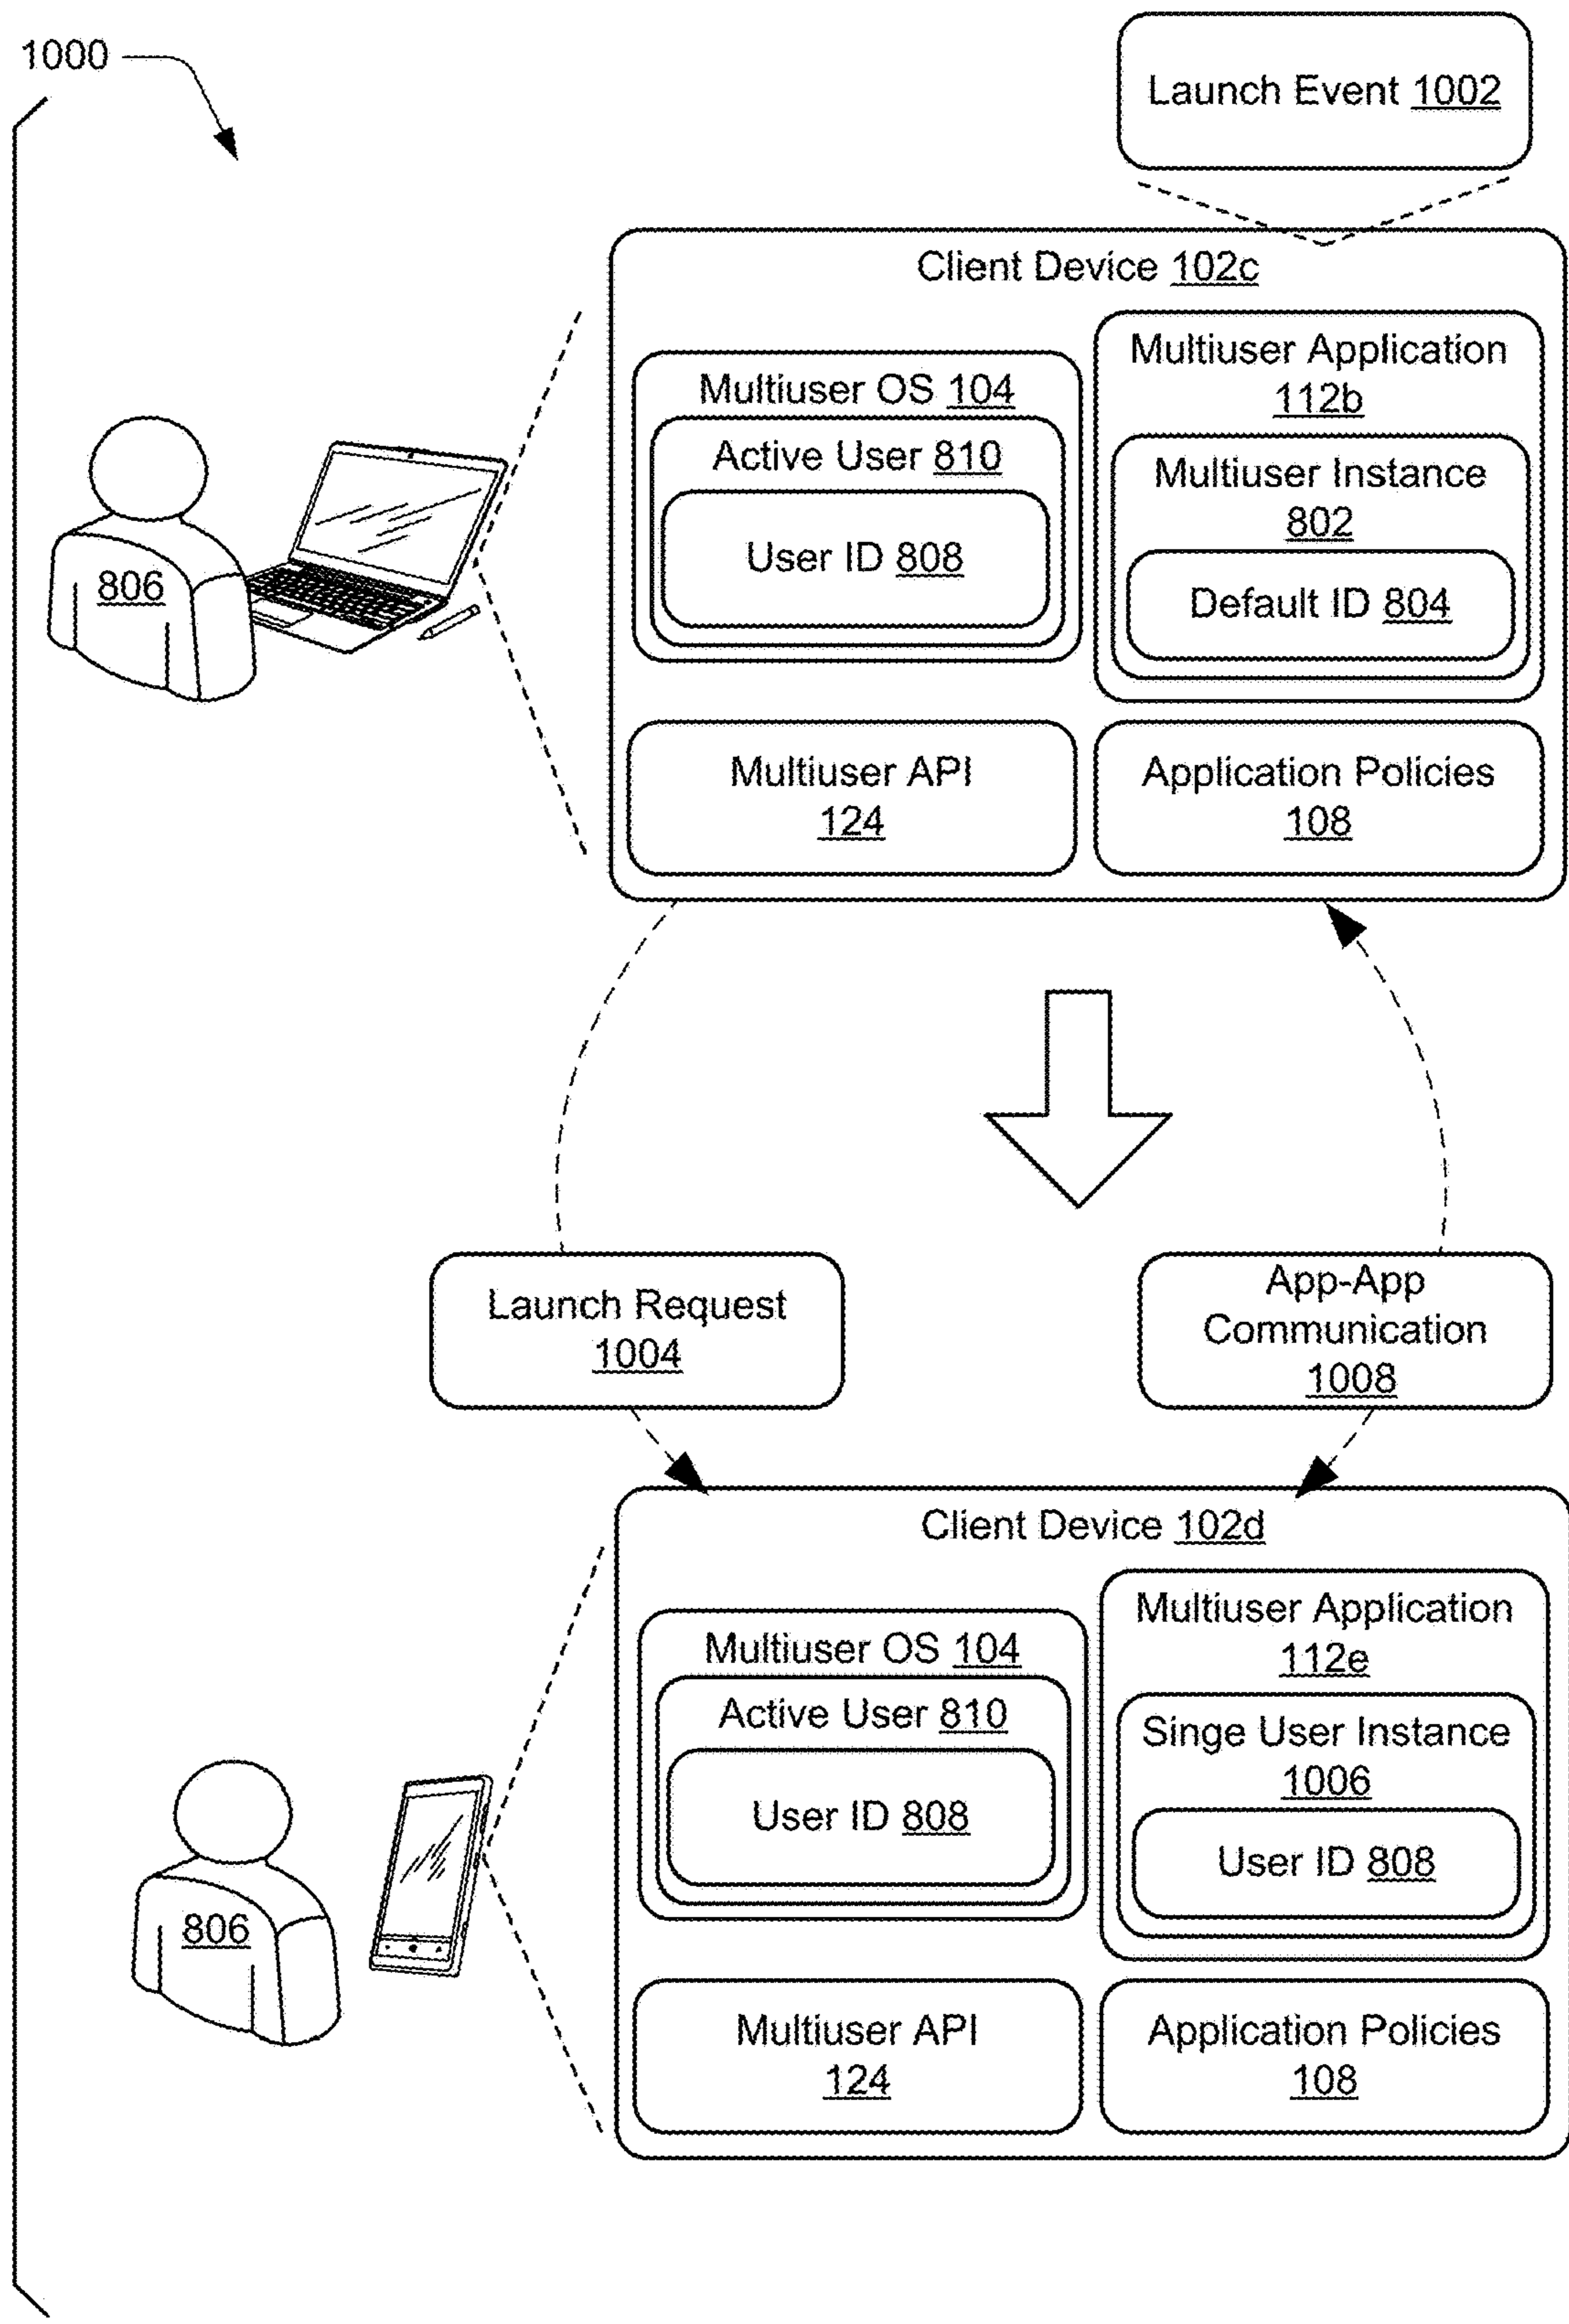 1000
Launch Event 1002
Client Device 102c
Multiuser OS 104
Active User 810
User ID 808
Multiuser Application
112b
Multiuser Instance
802
Default ID 804
806
Multiuser API
124
Application Policies
108
Launch Request
1004
App-App
Communication
1008
Client Device 102d
Multiuser OS 104
Active User 810
User ID 808
Multiuser Application
112e
Singe User Instance
1006
User ID 808
806
Multiuser API
124
Application Policies
108